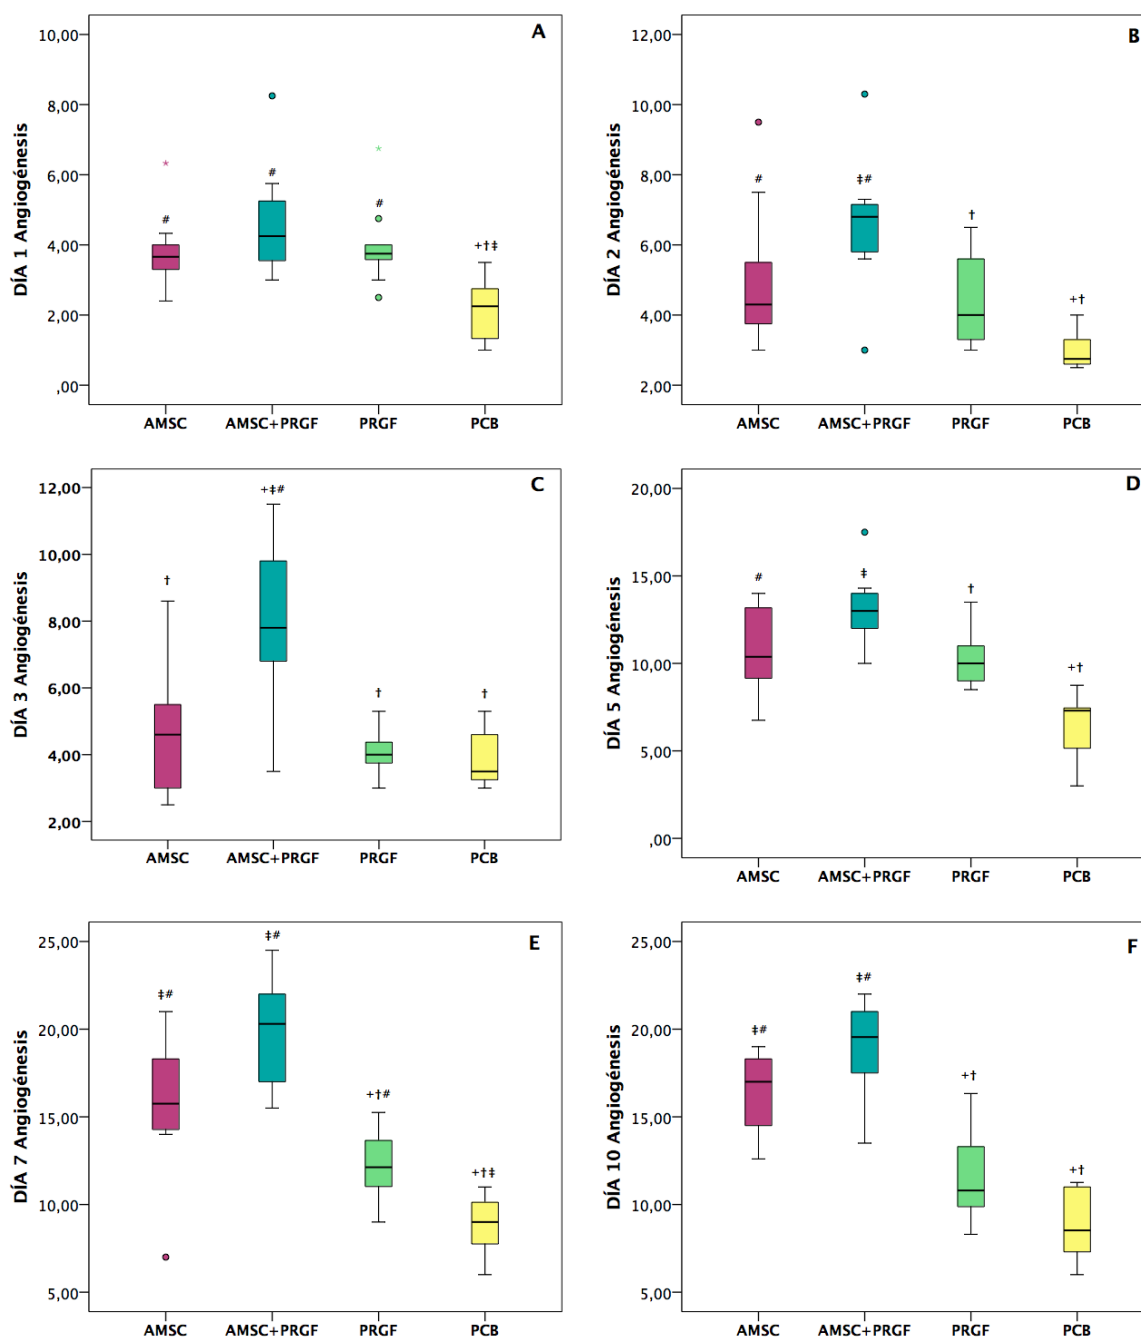 A
DÍA 1 Angiogénesis
10,00
8,00
6,00
4,00
2,00
,00
*
#
#
*
#
+†‡
AMSC
AMSC+PRGF
PRGF
PCB
B
DÍA 2 Angiogénesis
12,00
10,00
8,00
6,00
4,00
2,00
#
‡#
†
+†
AMSC
AMSC+PRGF
PRGF
PCB
C
DÍA 3 Angiogénesis
12,00
10,00
8,00
6,00
4,00
2,00
†
+‡#
†
†
AMSC
AMSC+PRGF
PRGF
PCB
D
DÍA 5 Angiogénesis
20,00
15,00
10,00
5,00
,00
#
‡
†
+†
AMSC
AMSC+PRGF
PRGF
PCB
E
DÍA 7 Angiogénesis
25,00
20,00
15,00
10,00
5,00
‡#
‡#
+†#
+†‡
AMSC
AMSC+PRGF
PRGF
PCB
F
DÍA 10 Angiogénesis
25,00
20,00
15,00
10,00
5,00
‡#
‡#
+†
+†
AMSC
AMSC+PRGF
PRGF
PCB